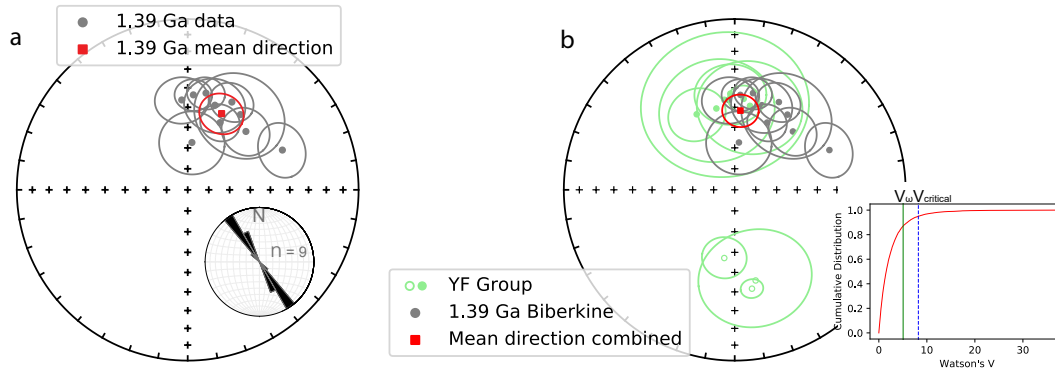 a
1.39 Ga data
1.39 Ga mean direction
N
n = 9
b
YF Group
1.39 Ga Biberkine
Mean direction combined
VωVcritical
Cumulative Distribution
1.0
0.8
0.6
0.4
0.2
0.0
0 10 20 30
Watson's V